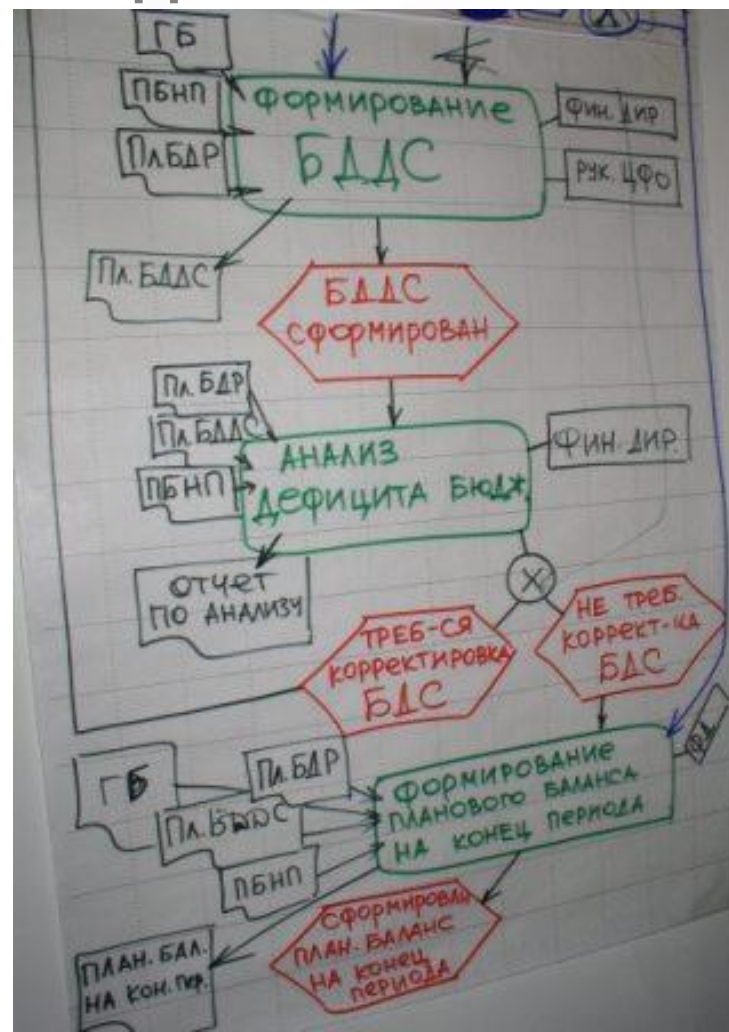 ГБ
ПБНП
Пл.БДР
ФОРМИРОВАНИЕ
БДДС
ФИН. ДИР
РУК. ЦФО
Пл. БДДС
БДДС
СФОРМИРОВАН
Пл. БДР
Пл. БДДС
ПБНП
АНАЛИЗ
ДЕФИЦИТА БЮДЖ.
ФИН. ДИР.
ОТЧЕТ
ПО АНАЛИЗУ
X
ТРЕБ-СЯ
КОРРЕКТИРОВКА
БДС
НЕ ТРЕБ.
КОРРЕКТ-КА
БДС
ГБ
Пл. БДР
ПБНП
ФОРМИРОВАНИЕ
ПЛАНОВОГО БАЛАНСА
НА КОНЕЦ ПЕРИОДА
СФОРМИРОВАН
ПЛАН. БАЛАНС
НА КОНЕЦ
ПЕРИОДА
ПЛАН. БАЛ.
НА КОН. ПЕР.